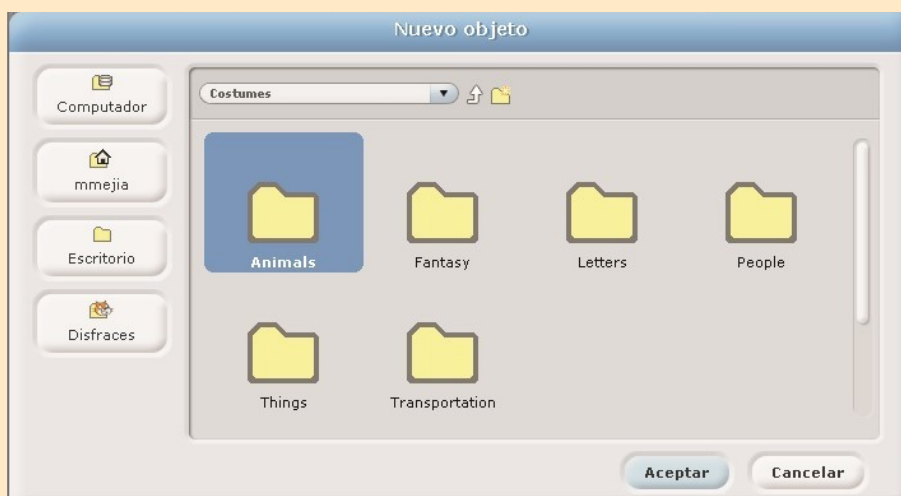 Nuevo objeto
Computador
mmejia
Escritorio
Disfraces
Costumes
Animals Fantasy Letters People
Things Transportation
Aceptar Cancelar